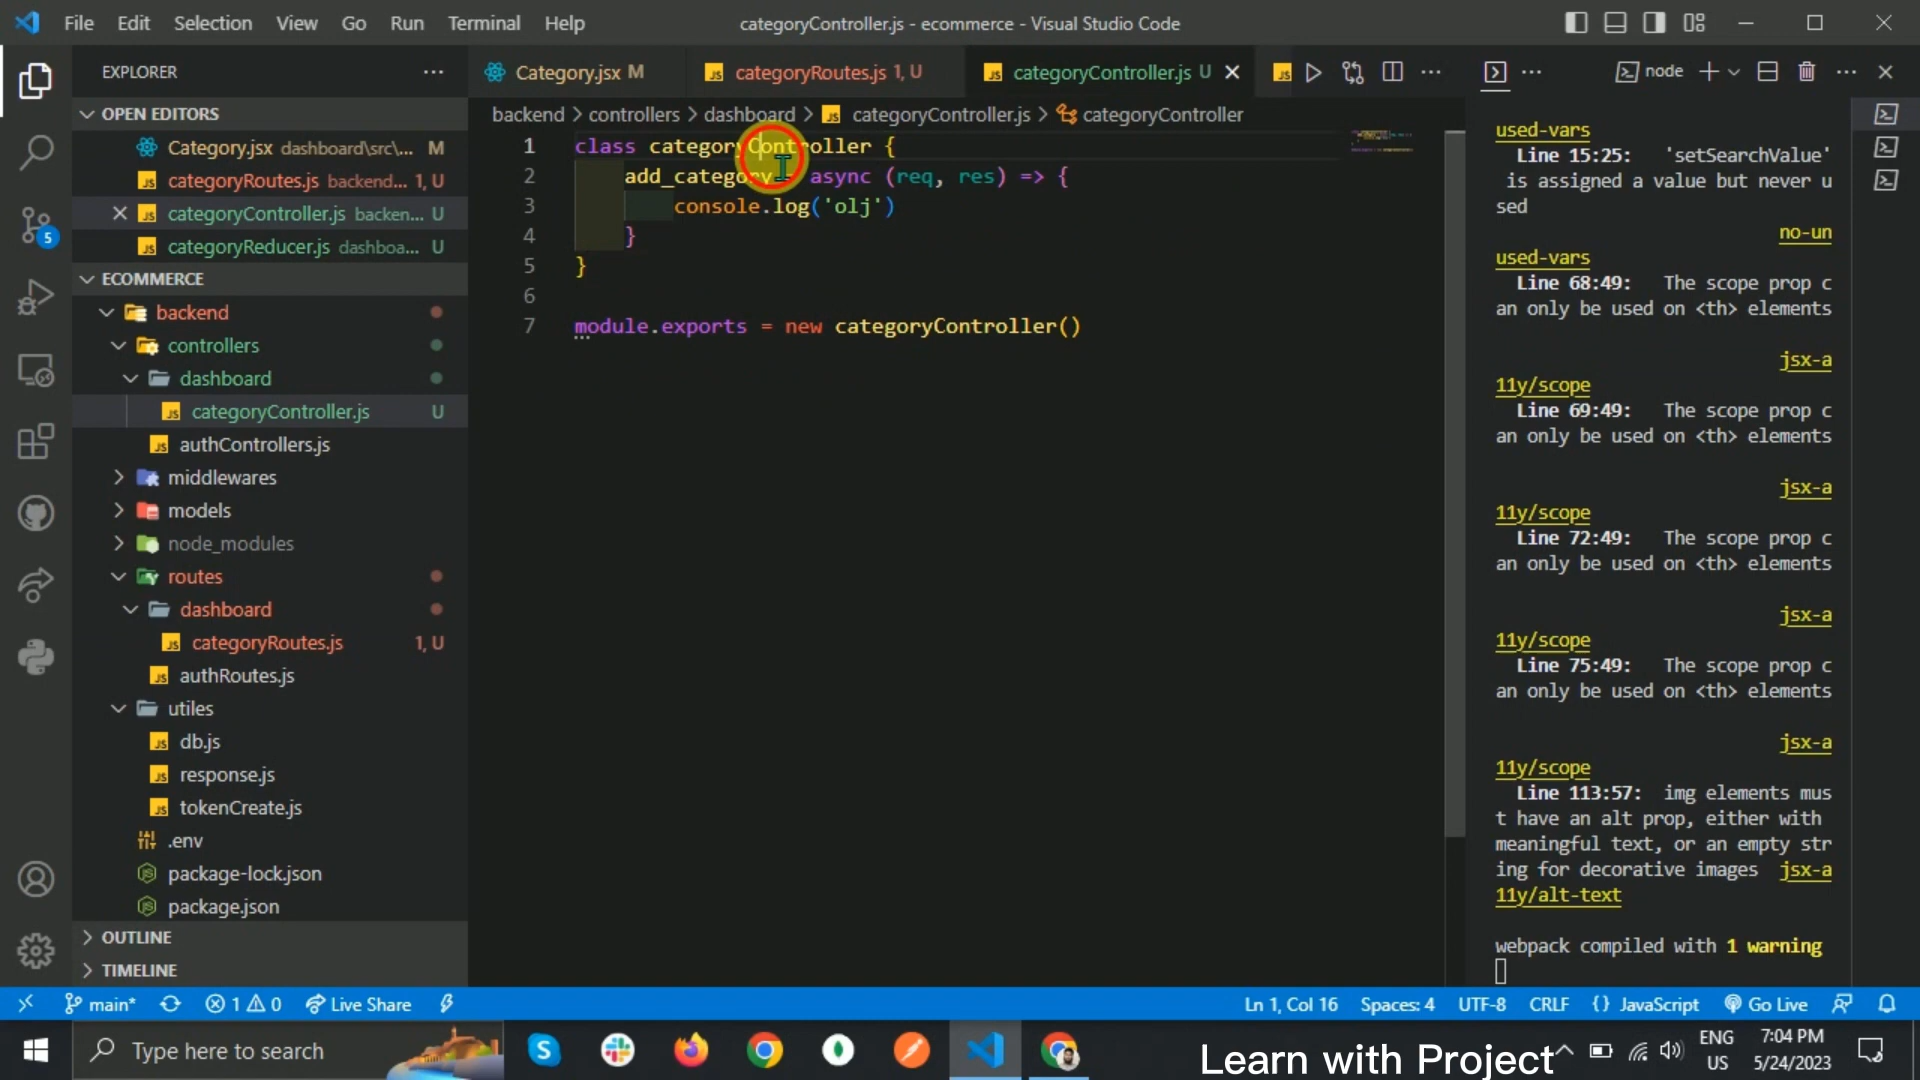 File Edit Selection View Go Run Terminal Help
categoryController.js - ecommerce - Visual Studio Code
EXPLORER
OPEN EDITORS
Category.jsx dashboard\src\... M
categoryRoutes.js backend... 1, U
categoryController.js backen... U
categoryReducer.js dashboa... U
ECOMMERCE
backend
controllers
dashboard
categoryController.js U
authControllers.js
middlewares
models
node_modules
routes
dashboard
categoryRoutes.js 1, U
authRoutes.js
utiles
db.js
response.js
tokenCreate.js
.env
package-lock.json
package.json
OUTLINE
TIMELINE
5
Category.jsx M
categoryRoutes.js 1, U
categoryController.js U
backend > controllers > dashboard > categoryController.js > categoryController
1 class categoryController {
2 add_category = async (req, res) => {
3 console.log('olj')
4 }
5 }
6
7 module.exports = new categoryController()
node
used-vars
Line 15:25: 'setSearchValue'
is assigned a value but never u
sed
no-un
used-vars
Line 68:49: The scope prop c
an only be used on <th> elements
jsx-a
11y/scope
Line 69:49: The scope prop c
an only be used on <th> elements
jsx-a
11y/scope
Line 72:49: The scope prop c
an only be used on <th> elements
jsx-a
11y/scope
Line 75:49: The scope prop c
an only be used on <th> elements
jsx-a
11y/scope
Line 113:57: img elements mus
t have an alt prop, either with
meaningful text, or an empty str
ing for decorative images jsx-a
11y/alt-text
webpack compiled with 1 warning
main* 1 0 Live Share
Ln 1, Col 16 Spaces: 4 UTF-8 CRLF {} JavaScript Go Live
Type here to search
Learn with Project
ENG
US
7:04 PM
5/24/2023